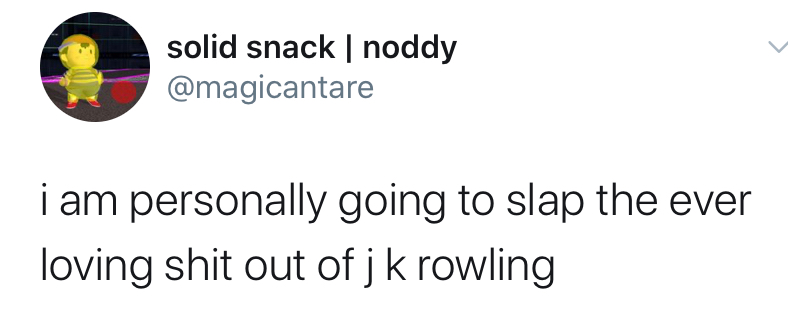 solid snack | noddy
@magicantare
i am personally going to slap the ever
loving shit out of j k rowling